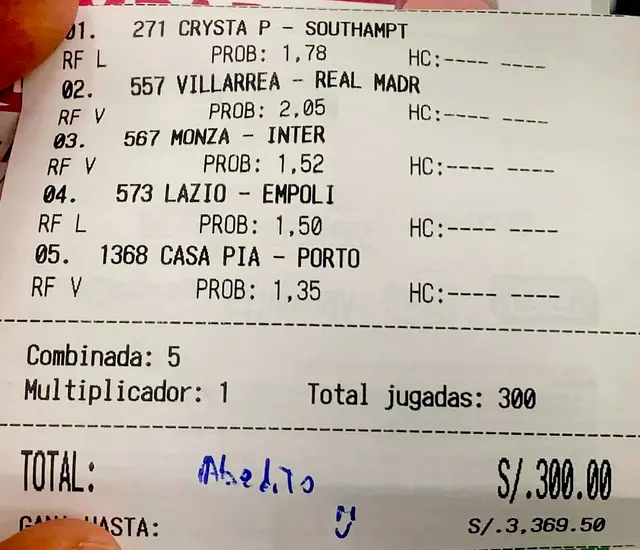 01. 271 CRYSTA P - SOUTHAMPT
RF L PROB: 1,78 HC:---- ----
02. 557 VILLARREA - REAL MADR
RF V PROB: 2,05 HC:---- ----
03. 567 MONZA - INTER
RF V PROB: 1,52 HC:---- ----
04. 573 LAZIO - EMPOLI
RF L PROB: 1,50 HC:---- ----
05. 1368 CASA PIA - PORTO
RF V PROB: 1,35 HC:---- ----
Combinada: 5
Multiplicador: 1 Total jugadas: 300
TOTAL: Abedito S/.300.00
HASTA: S/.3,369.50